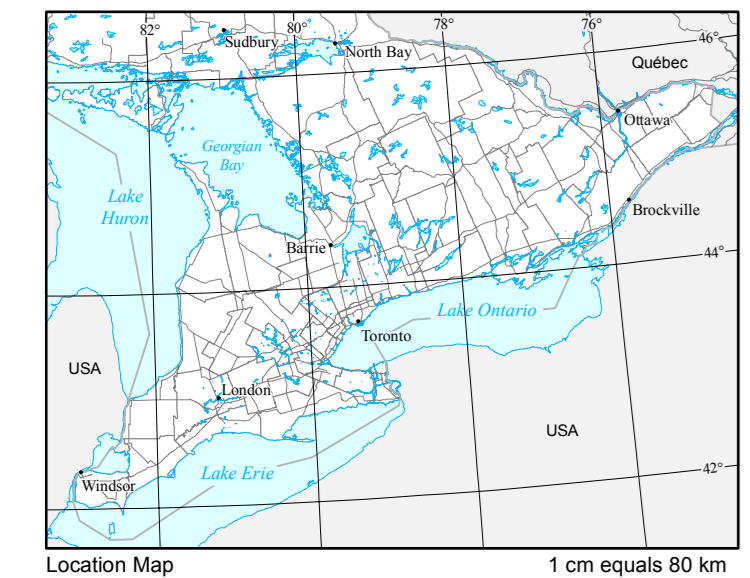 82°
80°
78°
76°
46°
Sudbury
North Bay
Québec
Ottawa
Georgian
Bay
Lake
Huron
Brockville
Barrie
44°
Lake Ontario
Toronto
USA
London
USA
42°
Lake Erie
Windsor
Location Map
1 cm equals 80 km